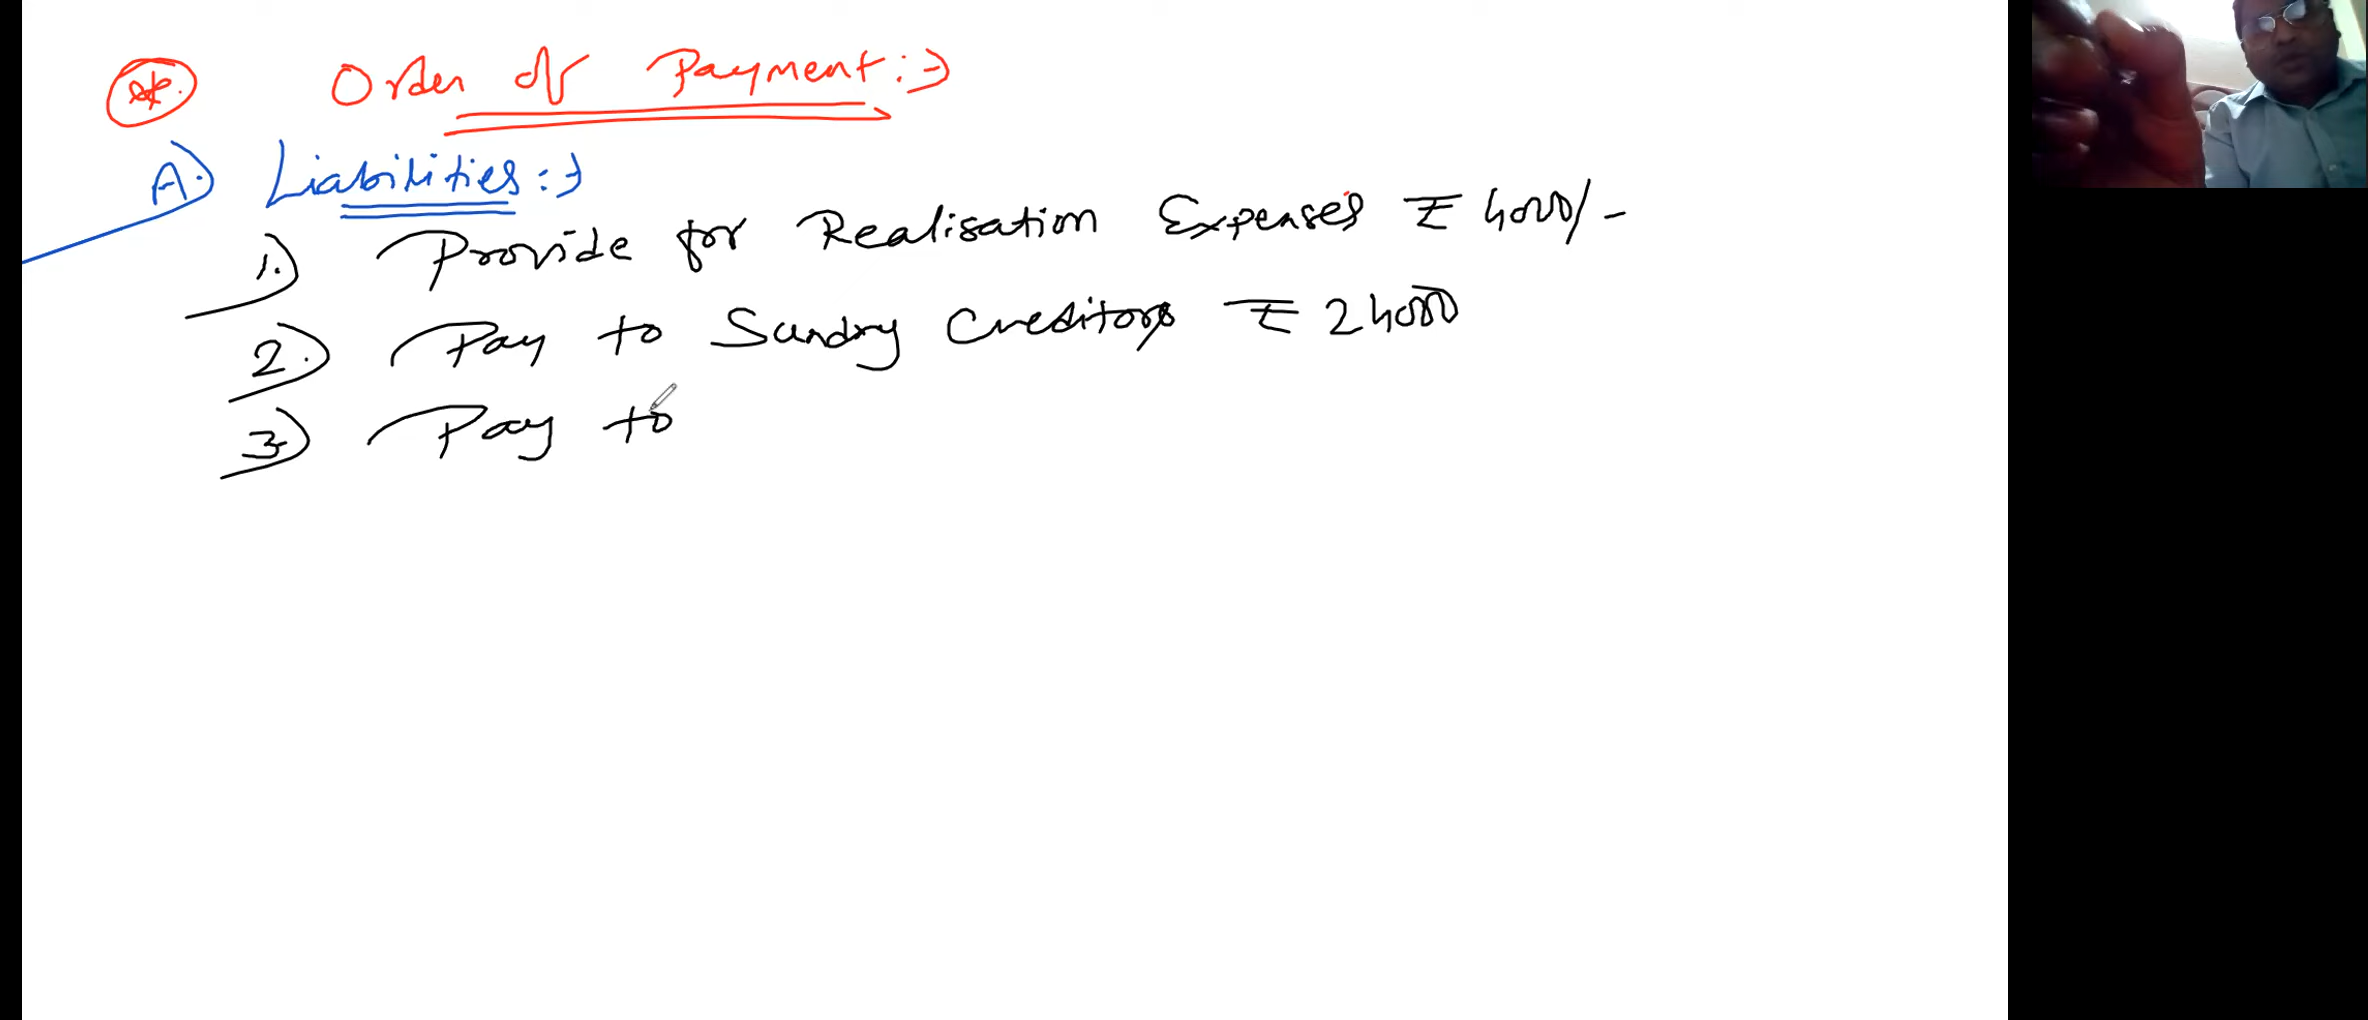 * Order of Payment:->
A.) Liabilities:->
1.) Provide for Realisation Expenses ₹ 4000/-
2.) Pay to Sundry Creditors ₹ 24000
3.) Pay to